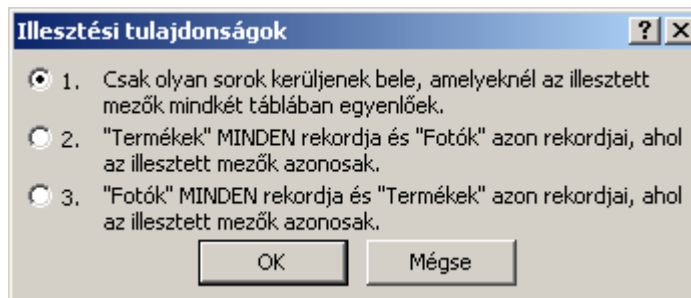 Illesztési tulajdonságok
1. Csak olyan sorok kerüljenek bele, amelyeknél az illesztett
mezők mindkét táblában egyenlőek.
2. "Termékek" MINDEN rekordja és "Fotók" azon rekordjai, ahol
az illesztett mezők azonosak.
3. "Fotók" MINDEN rekordja és "Termékek" azon rekordjai, ahol
az illesztett mezők azonosak.
OK Mégse